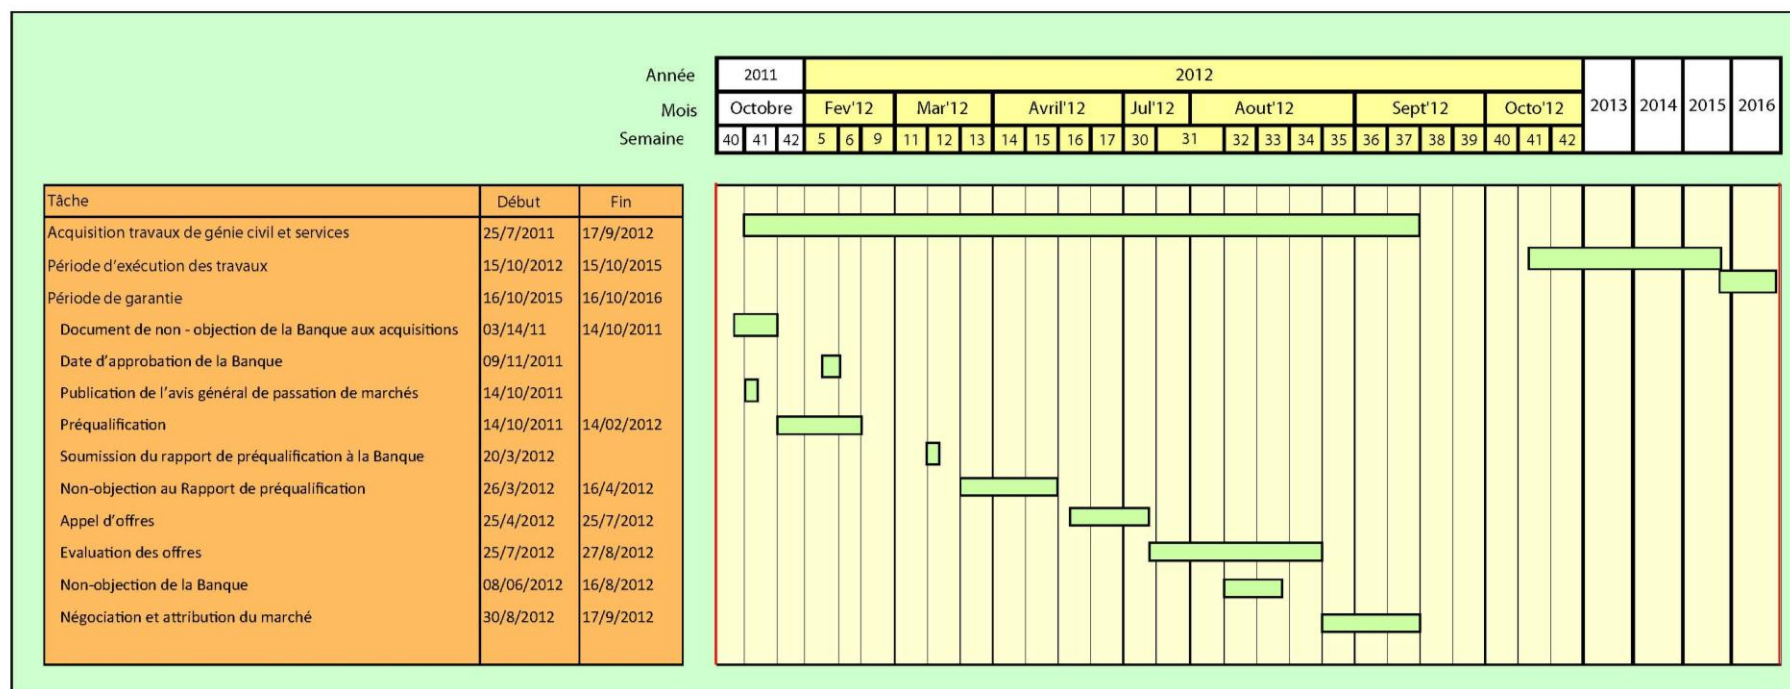 Année 2011 2012 2013 2014 2015 2016
Mois Octobre Fev'12 Mar'12 Avril'12 Jul'12 Aout'12 Sept'12 Octo'12
Semaine 40 41 42 5 6 9 11 12 13 14 15 16 17 30 31 32 33 34 35 36 37 38 39 40 41 42
Tâche Début Fin
Acquisition travaux de génie civil et services 25/7/2011 17/9/2012
Période d'exécution des travaux 15/10/2012 15/10/2015
Période de garantie 16/10/2015 16/10/2016
Document de non - objection de la Banque aux acquisitions 03/14/11 14/10/2011
Date d'approbation de la Banque 09/11/2011
Publication de l'avis général de passation de marchés 14/10/2011
Préqualification 14/10/2011 14/02/2012
Soumission du rapport de préqualification à la Banque 20/3/2012
Non-objection au Rapport de préqualification 26/3/2012 16/4/2012
Appel d'offres 25/4/2012 25/7/2012
Evaluation des offres 25/7/2012 27/8/2012
Non-objection de la Banque 08/06/2012 16/8/2012
Négociation et attribution du marché 30/8/2012 17/9/2012